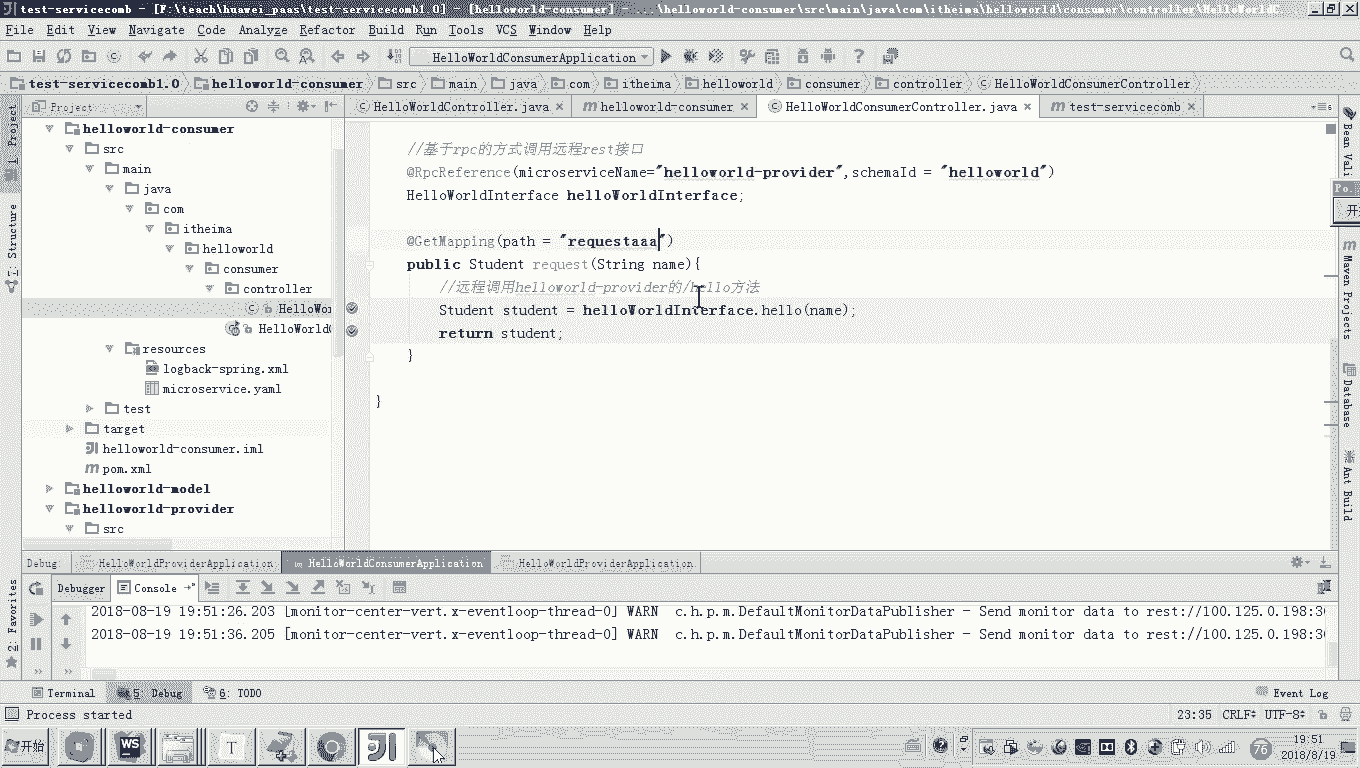 test-servicecomb - [F:\teach\huawei_paas\test-servicecomb1.0] - [helloworld-consumer] - ...\helloworld-consumer\src\main\java\com\itheima\helloworld\consumer\controller\HelloWorldC
File Edit View Navigate Code Analyze Refactor Build Run Tools VCS Window Help
HelloWorldConsumerApplication
test-servicecomb1.0 helloworld-consumer src main java com itheima helloworld consumer controller HelloWorldConsumerController
Project
HelloWorldController.java helloworld-consumer HelloWorldConsumerController.java test-servicecomb
helloworld-consumer
src
main
java
com
itheima
helloworld
consumer
controller
HelloWor
HelloWorld
resources
logback-spring.xml
microservice.yaml
test
target
helloworld-consumer.iml
pom.xml
helloworld-model
helloworld-provider
src
//基于rpc的方式调用远程rest接口
@RpcReference(microserviceName="helloworld-provider",schemaId = "helloworld")
HelloWorldInterface helloWorldInterface;
@GetMapping(path = "requestaaa")
public Student request(String name){
//远程调用helloworld-provider的/hello方法
Student student = helloWorldInterface.hello(name);
return student;
}
}
1: Project
7: Structure
2: Favorites
Bean Vali
Po.
开
Maven Projects
Database
Ant Build
Debug: HelloWorldProviderApplication HelloWorldConsumerApplication HelloWorldProviderApplication
Debugger Console
2018-08-19 19:51:26.203 [monitor-center-vert.x-eventloop-thread-0] WARN c.h.p.m.DefaultMonitorDataPublisher - Send monitor data to rest://100.125.0.198:30
2018-08-19 19:51:36.205 [monitor-center-vert.x-eventloop-thread-0] WARN c.h.p.m.DefaultMonitorDataPublisher - Send monitor data to rest://100.125.0.198:30
Terminal 5: Debug 6: TODO Event Log
Process started 23:35 CRLF UTF-8
开始 WS T 76 19:51
2018/8/19